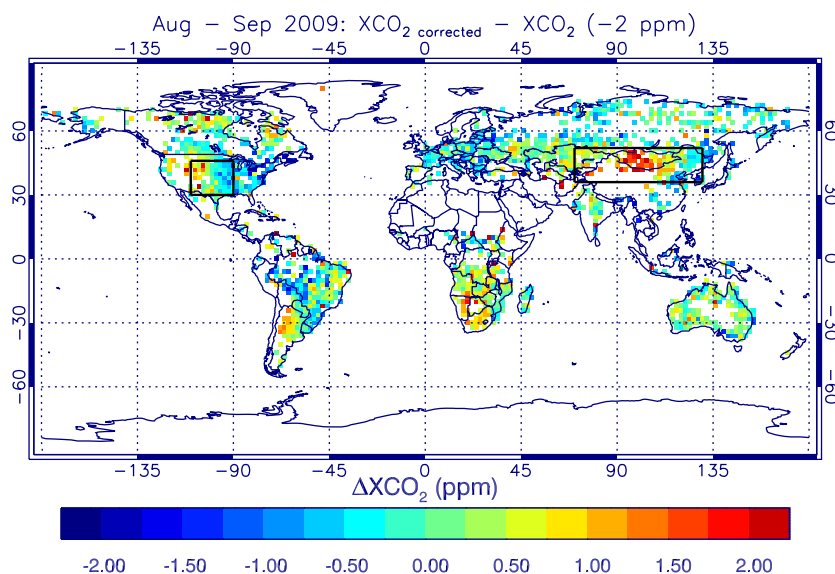 Aug – Sep 2009: XCO2 corrected – XCO2 (−2 ppm)
−135 −90 −45 0 45 90 135
60 60
30 30
0 0
−30 −30
−60 −60
−135 −90 −45 0 45 90 135
ΔXCO2 (ppm)
-2.00 -1.50 -1.00 -0.50 0.00 0.50 1.00 1.50 2.00